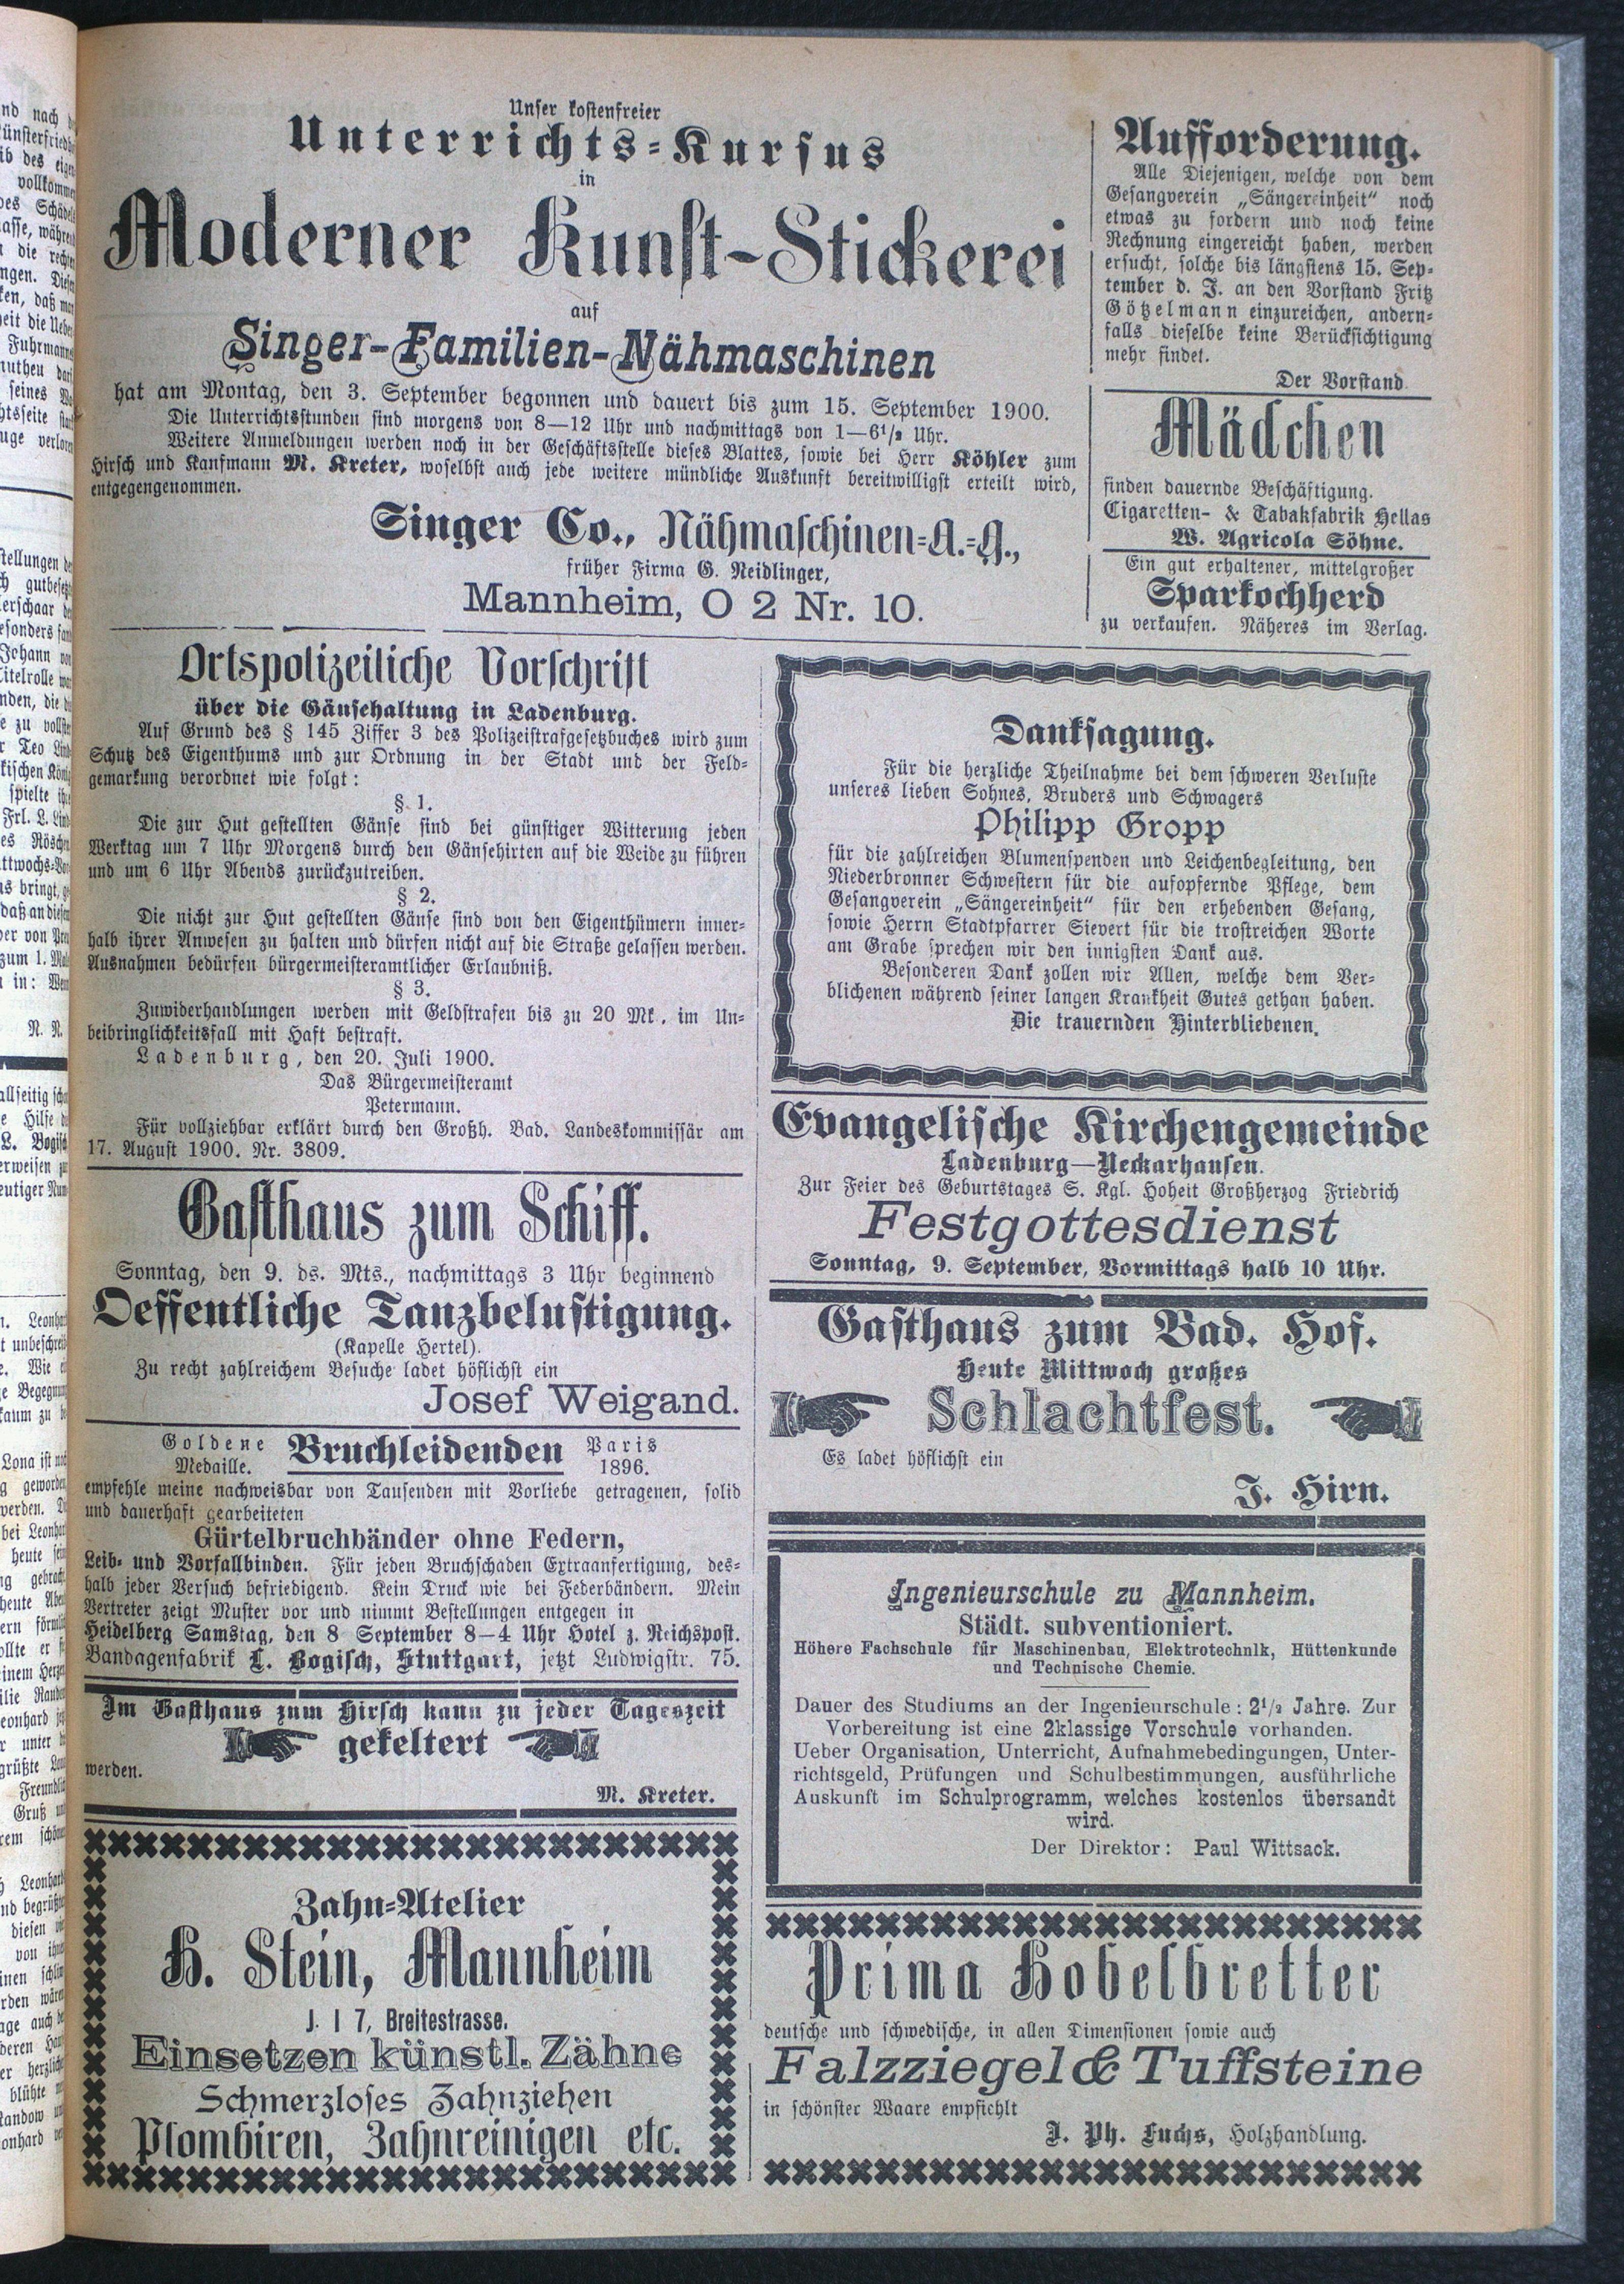 Unser kostenfreier
Unterrichts-Kursus
in
Moderner Kunst-Stickerei
auf
Singer-Familien-Nähmaschinen
hat am Montag, den 3. September begonnen und dauert bis zum 15. September 1900.
Die Unterrichtsstunden sind morgens von 8—12 Uhr und nachmittags von 1—6½ Uhr.
Weitere Anmeldungen werden noch in der Geschäftsstelle dieses Blattes, sowie bei Herr Köhler zum
Hirsch und Kaufmann M. Kreter, woselbst auch jede weitere mündliche Auskunft bereitwilligst erteilt wird,
entgegengenommen.
Singer Co., Nähmaschinen-A.-G.,
früher Firma G. Neidlinger,
Mannheim, O 2 Nr. 10.
Aufforderung.
Alle Diejenigen, welche von dem
Gesangverein „Sängereinheit“ noch
etwas zu fordern und noch keine
Rechnung eingereicht haben, werden
ersucht, solche bis längstens 15. Sep-
tember d. J. an den Vorstand Fritz
Götzelmann einzureichen, andern-
falls dieselbe keine Berücksichtigung
mehr findet.
Der Vorstand.
Mädchen
finden dauernde Beschäftigung.
Cigaretten- & Tabakfabrik Hellas
W. Agricola Söhne.
Ein gut erhaltener, mittelgroßer
Sparkochherd
zu verkaufen. Näheres im Verlag.
Ortspolizeiliche Vorschrift
über die Gänsehaltung in Ladenburg.
Auf Grund des § 145 Ziffer 3 des Polizeistrafgesetzbuches wird zum
Schutz des Eigenthums und zur Ordnung in der Stadt und der Feld-
gemarkung verordnet wie folgt:
§ 1.
Die zur Hut gestellten Gänse sind bei günstiger Witterung jeden
Werktag um 7 Uhr Morgens durch den Gänsehirten auf die Weide zu führen
und um 6 Uhr Abends zurückzutreiben.
§ 2.
Die nicht zur Hut gestellten Gänse sind von den Eigenthümern inner-
halb ihrer Anwesen zu halten und dürfen nicht auf die Straße gelassen werden.
Ausnahmen bedürfen bürgermeisteramtlicher Erlaubniß.
§ 3.
Zuwiderhandlungen werden mit Geldstrafen bis zu 20 Mk., im Un-
beibringlichkeitsfall mit Haft bestraft.
Ladenburg, den 20. Juli 1900.
Das Bürgermeisteramt
Petermann.
Für vollziehbar erklärt durch den Großh. Bad. Landeskommissär am
17. August 1900. Nr. 3809.
Gasthaus zum Schiff.
Sonntag, den 9. ds. Mts., nachmittags 3 Uhr beginnend
Oeffentliche Tanzbelustigung.
(Kapelle Hertel).
Zu recht zahlreichem Besuche ladet höflichst ein
Josef Weigand.
Goldene Medaille. Bruchleidenden Paris 1896.
empfehle meine nachweisbar von Tausenden mit Vorliebe getragenen, solid
und dauerhaft gearbeiteten
Gürtelbruchbänder ohne Federn,
Leib- und Vorfallbinden. Für jeden Bruchschaden Extraanfertigung, des-
halb jeder Versuch befriedigend. Kein Druck wie bei Federbändern. Mein
Vertreter zeigt Muster vor und nimmt Bestellungen entgegen in
Heidelberg Samstag, den 8 September 8—4 Uhr Hotel z. Reichspost.
Bandagenfabrik L. Bogisch, Stuttgart, jetzt Ludwigstr. 75.
Im Gasthaus zum Hirsch kann zu jeder Tageszeit
gekeltert
werden.
M. Kreter.
Zahn-Atelier
H. Stein, Mannheim
J. I 7, Breitestrasse.
Einsetzen künstl. Zähne
Schmerzloses Zahnziehen
Plombiren, Zahnreinigen etc.
Danksagung.
Für die herzliche Theilnahme bei dem schweren Verluste
unseres lieben Sohnes, Bruders und Schwagers
Philipp Gropp
für die zahlreichen Blumenspenden und Leichenbegleitung, den
Niederbronner Schwestern für die aufopfernde Pflege, dem
Gesangverein „Sängereinheit“ für den erhebenden Gesang,
sowie Herrn Stadtpfarrer Sievert für die trostreichen Worte
am Grabe sprechen wir den innigsten Dank aus.
Besonderen Dank zollen wir Allen, welche dem Ver-
blichenen während seiner langen Krankheit Gutes gethan haben.
Die trauernden Hinterbliebenen.
Evangelische Kirchengemeinde
Ladenburg—Neckarhausen.
Zur Feier des Geburtstages S. Kgl. Hoheit Großherzog Friedrich
Festgottesdienst
Sonntag, 9. September, Vormittags halb 10 Uhr.
Gasthaus zum Bad. Hof.
Heute Mittwoch großes
Schlachtfest.
Es ladet höflichst ein
J. Hirn.
Ingenieurschule zu Mannheim.
Städt. subventioniert.
Höhere Fachschule für Maschinenbau, Elektrotechnik, Hüttenkunde
und Technische Chemie.
Dauer des Studiums an der Ingenieurschule: 2½ Jahre. Zur
Vorbereitung ist eine 2klassige Vorschule vorhanden.
Ueber Organisation, Unterricht, Aufnahmebedingungen, Unter-
richtsgeld, Prüfungen und Schulbestimmungen, ausführliche
Auskunft im Schulprogramm, welches kostenlos übersandt
wird.
Der Direktor: Paul Wittsack.
Prima Hobelbretter
deutsche und schwedische, in allen Dimensionen sowie auch
Falzziegel & Tuffsteine
in schönster Waare empfiehlt
J. Ph. Fuchs, Holzhandlung.